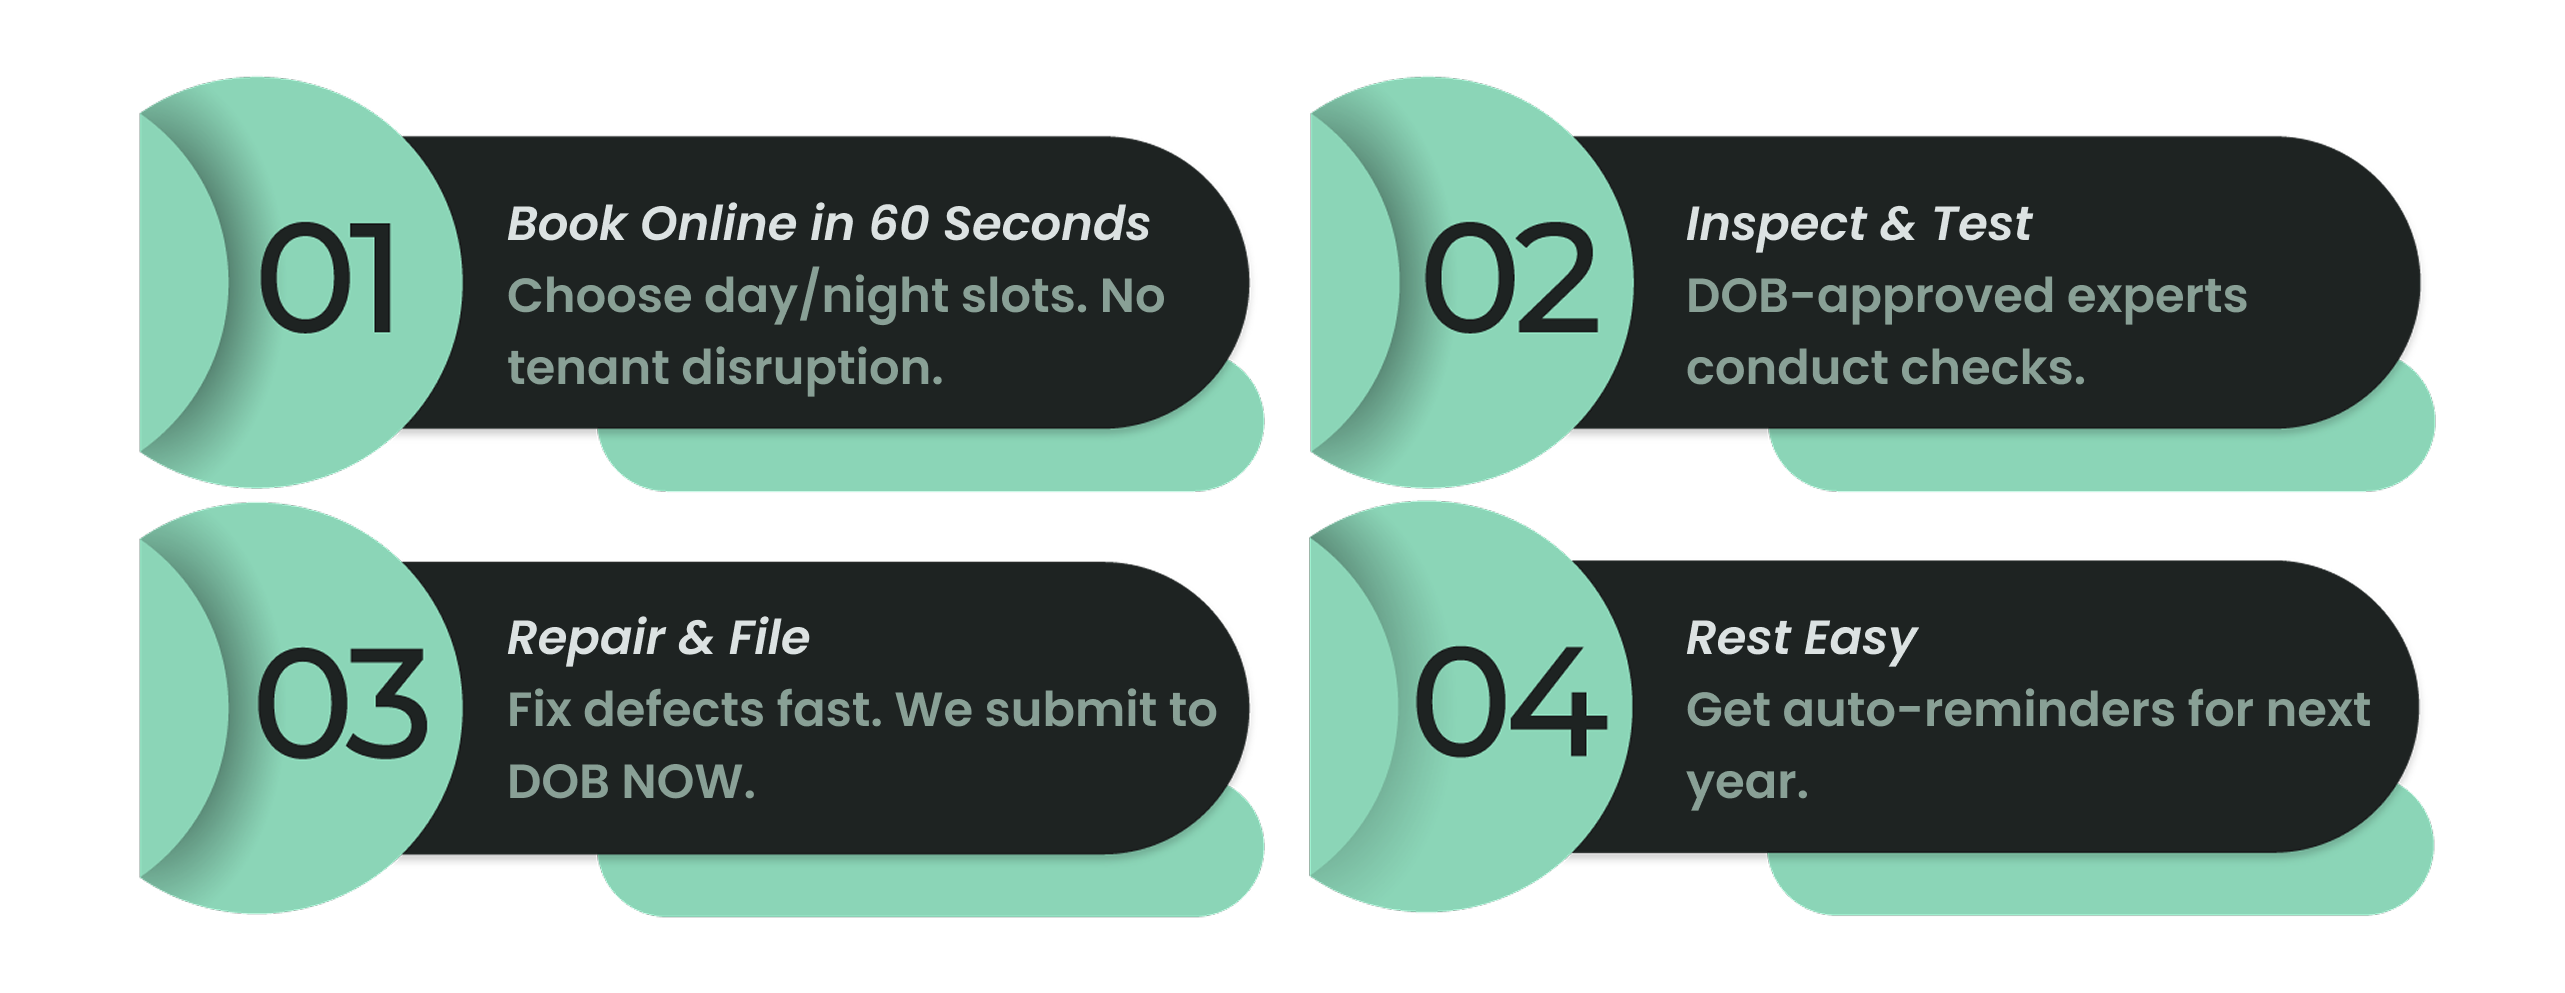 01
Book Online in 60 Seconds
Choose day/night slots. No
tenant disruption.
02
Inspect & Test
DOB-approved experts
conduct checks.
03
Repair & File
Fix defects fast. We submit to
DOB NOW.
04
Rest Easy
Get auto-reminders for next
year.